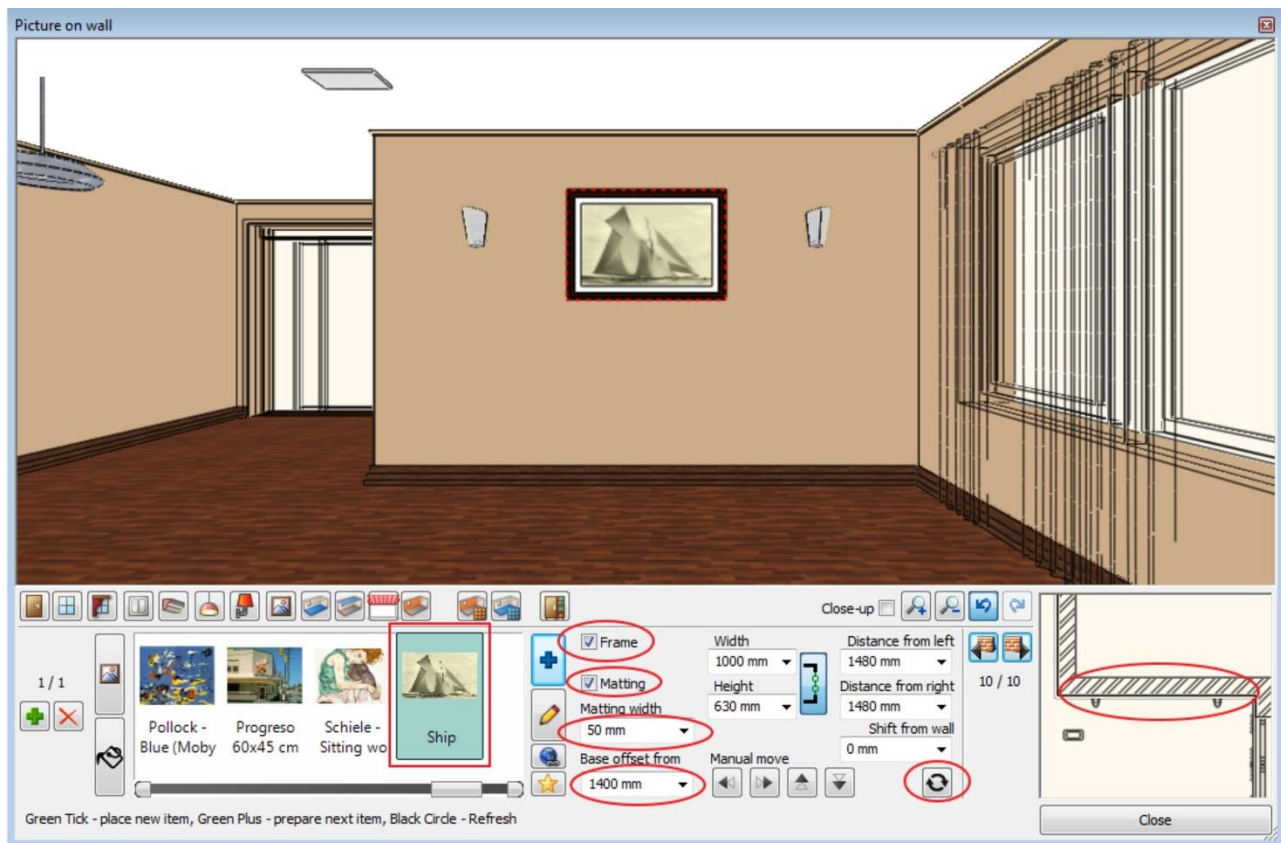 Picture on wall
Close-up
1 / 1
Pollock -
Blue (Moby
Progreso
60x45 cm
Schiele -
Sitting wo
Ship
Frame
Matting
Matting width
50 mm
Base offset from
1400 mm
Width
1000 mm
Height
630 mm
Manual move
Distance from left
1480 mm
Distance from right
1480 mm
Shift from wall
0 mm
10 / 10
Green Tick - place new item, Green Plus - prepare next item, Black Circle - Refresh
Close